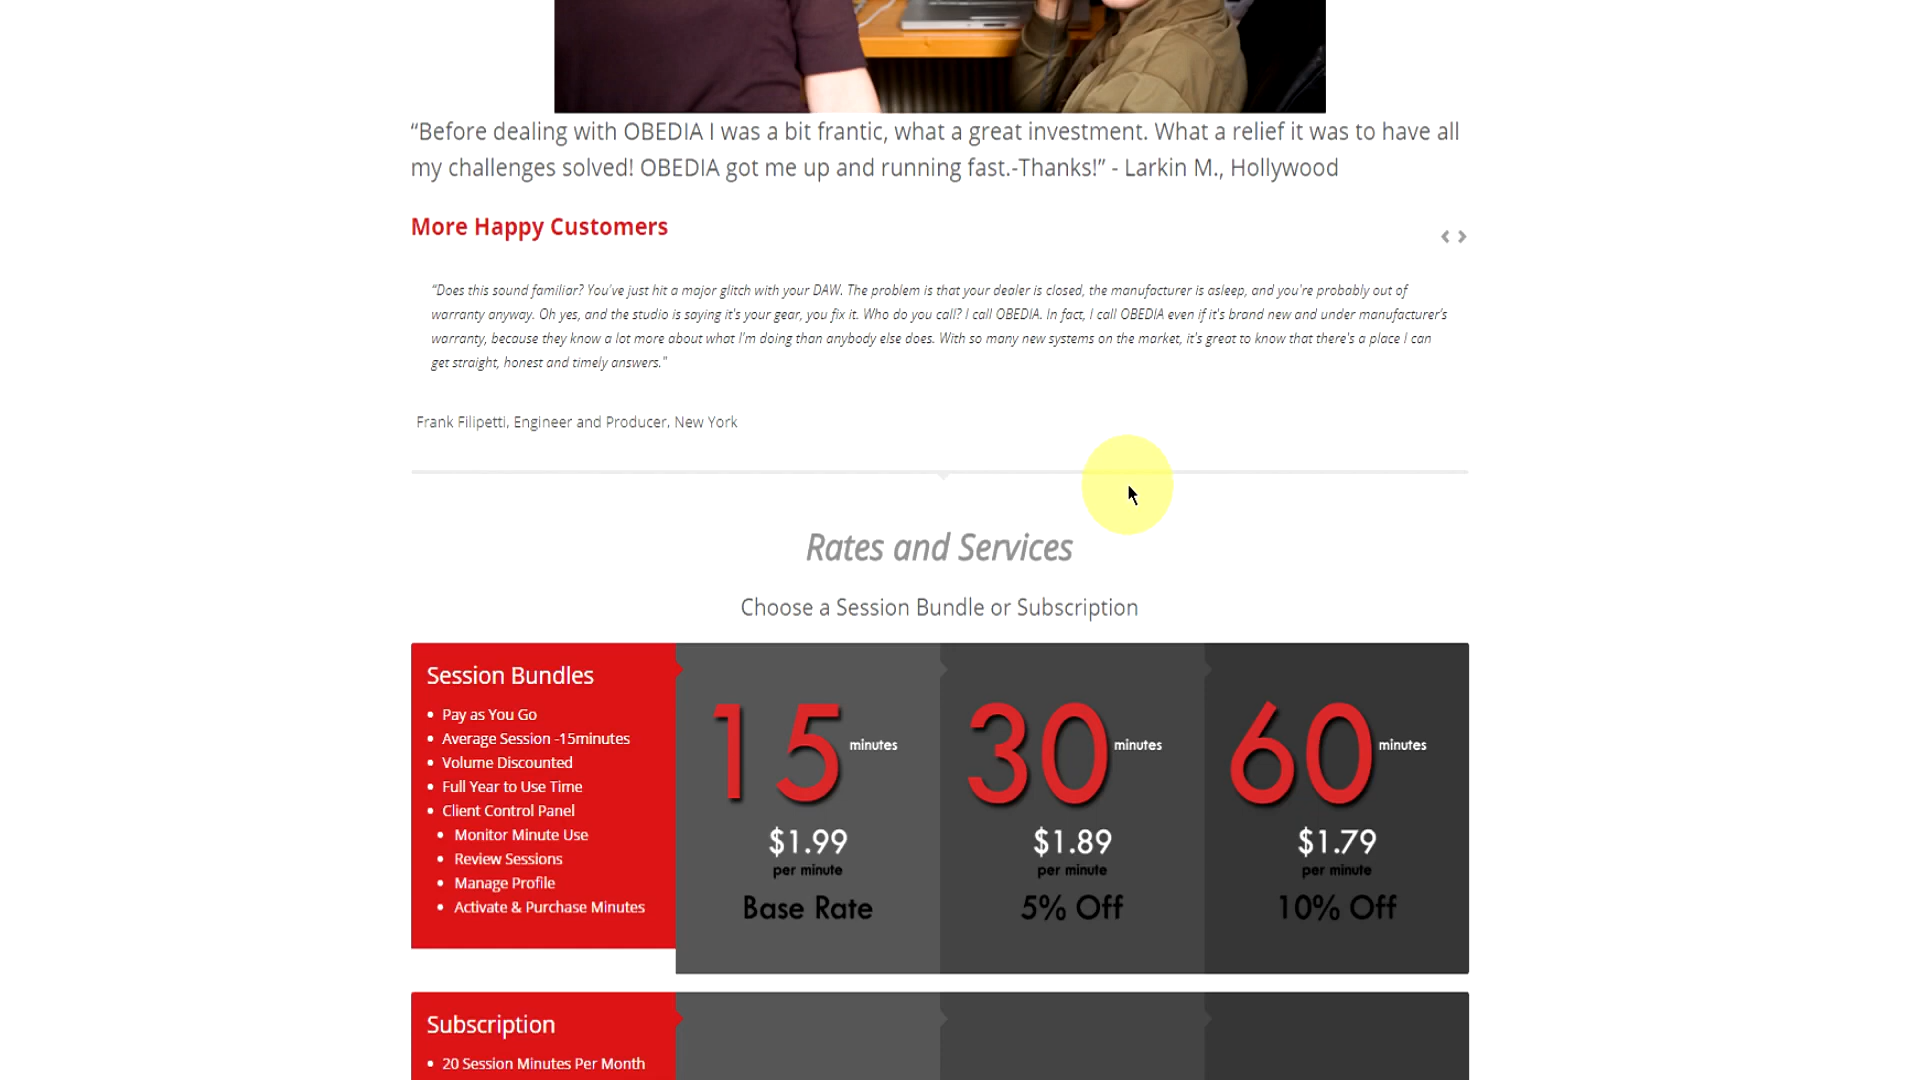 “Before dealing with OBEDIA I was a bit frantic, what a great investment. What a relief it was to have all
my challenges solved! OBEDIA got me up and running fast.-Thanks!” - Larkin M., Hollywood
More Happy Customers
"Does this sound familiar? You've just hit a major glitch with your DAW. The problem is that your dealer is closed, the manufacturer is asleep, and you're probably out of
warranty anyway. Oh yes, and the studio is saying it's your gear, you fix it. Who do you call? I call OBEDIA. In fact, I call OBEDIA even if it's brand new and under manufacturer's
warranty, because they know a lot more about what I'm doing than anybody else does. With so many new systems on the market, it's great to know that there's a place I can
get straight, honest and timely answers."
Frank Filipetti, Engineer and Producer, New York
Rates and Services
Choose a Session Bundle or Subscription
Session Bundles
• Pay as You Go
• Average Session -15minutes
• Volume Discounted
• Full Year to Use Time
• Client Control Panel
• Monitor Minute Use
• Review Sessions
• Manage Profile
• Activate & Purchase Minutes
15 minutes
$1.99
per minute
Base Rate
30 minutes
$1.89
per minute
5% Off
60 minutes
$1.79
per minute
10% Off
Subscription
• 20 Session Minutes Per Month